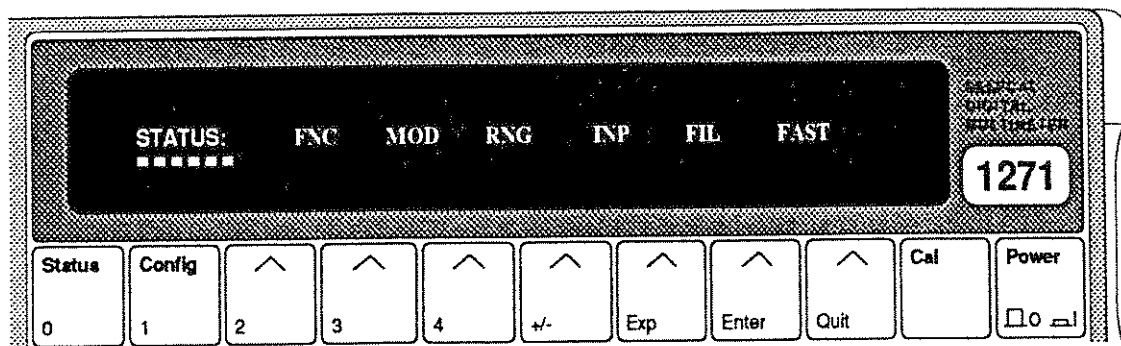 STATUS: FNC MOD RNG INP FIL FAST
DIGITAL
1271
Status Config Cal Power
0 1 2 3 4 +/- Exp Enter Quit